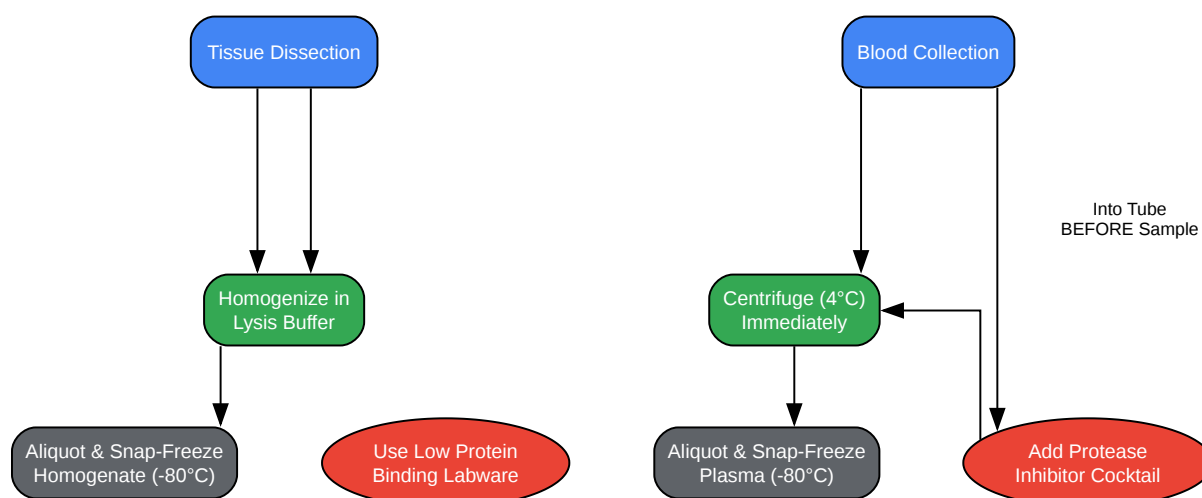 Tissue Dissection
Blood Collection
Into Tube
BEFORE Sample
Homogenize in
Lysis Buffer
Centrifuge (4°C)
Immediately
Aliquot & Snap-Freeze
Homogenate (-80°C)
Use Low Protein
Binding Labware
Aliquot & Snap-Freeze
Plasma (-80°C)
Add Protease
Inhibitor Cocktail